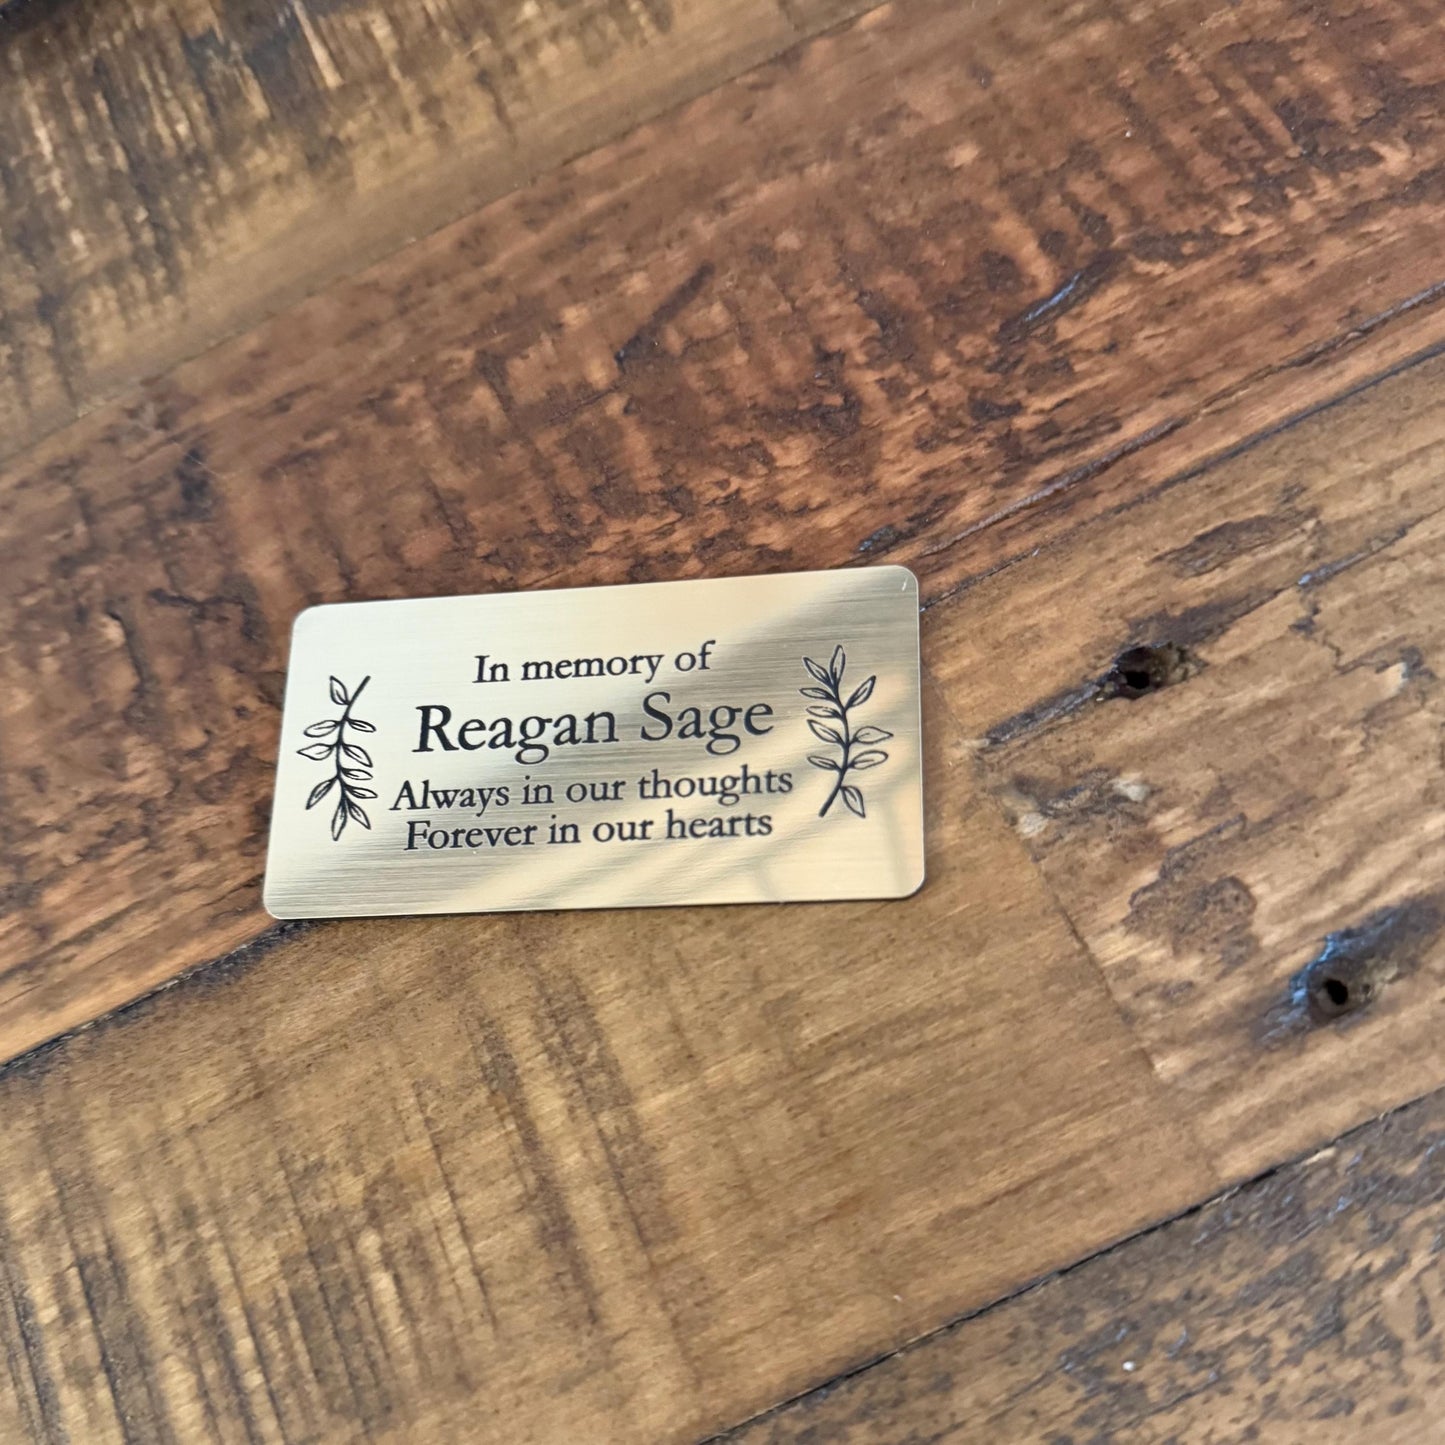 In memory of
Reagan Sage
Always in our thoughts
Forever in our hearts